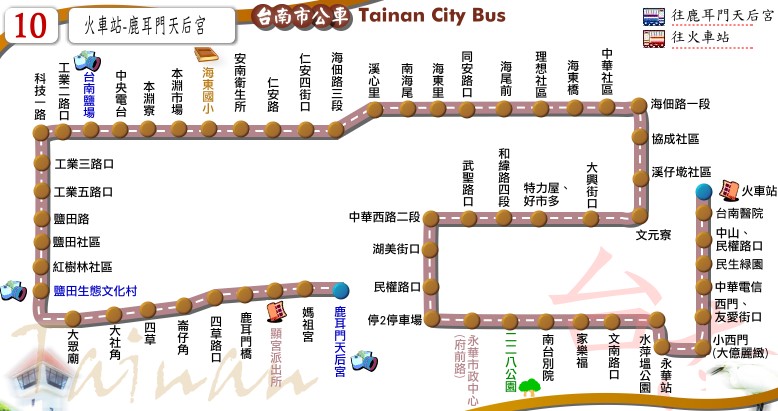 10
火車站-鹿耳門天后宮
台南市公車 Tainan City Bus
往鹿耳門天后宮
往火車站
火車站
台南醫院
中山、
民權路口
民生綠園
中華電信
西門、
友愛街口
小西門
(大億麗緻)
永華站
水萍塭公園
文南路口
家樂福
南台別院
二二八公園
永華市政中心
(府前路)
停2停車場
民權路口
湖美街口
中華西路二段
武聖路口
和緯路四段
特力屋、
好市多
大興街口
文元寮
溪仔墘社區
協成社區
海佃路一段
中華社區
海東橋
理想社區
海尾前
同安路口
海東里
南海尾
溪心里
海佃路三段
仁安四街口
仁安路
安南衛生所
海東國小
本淵市場
本淵寮
中央電台
台南鹽場
工業二路口
科技一路
工業三路口
工業五路口
鹽田路
鹽田社區
紅樹林社區
鹽田生態文化村
大眾廟
大社角
四草
崙仔角
四草路口
鹿耳門橋
顯宮派出所
媽祖宮
鹿耳門天后宮
Tainan
台南